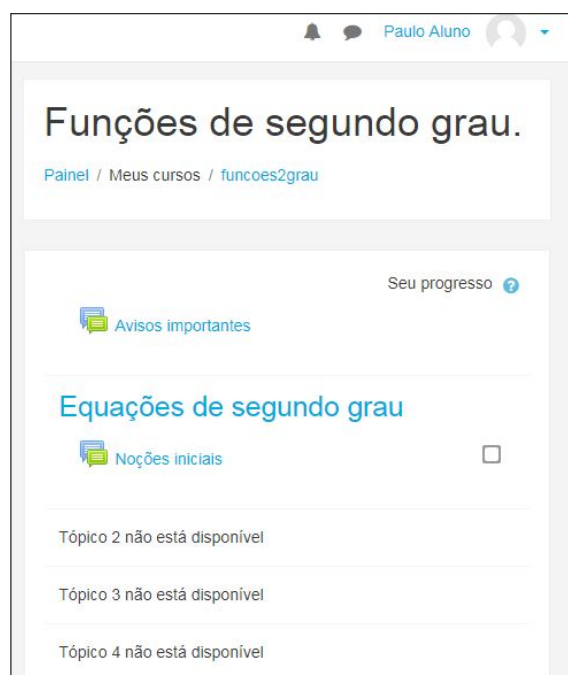 Paulo Aluno
Funções de segundo grau.
Painel / Meus cursos / funcoes2grau
Seu progresso ?
Avisos importantes
Equações de segundo grau
Noções iniciais
Tópico 2 não está disponível
Tópico 3 não está disponível
Tópico 4 não está disponível